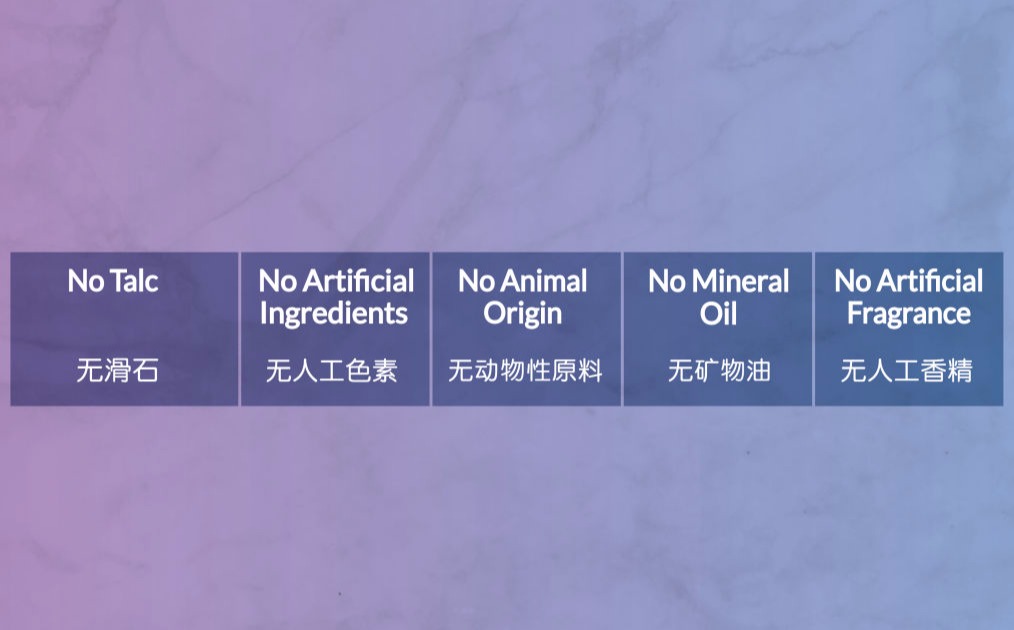 No Talc
无滑石
No Artificial
Ingredients
无人工色素
No Animal
Origin
无动物性原料
No Mineral
Oil
无矿物油
No Artificial
Fragrance
无人工香精